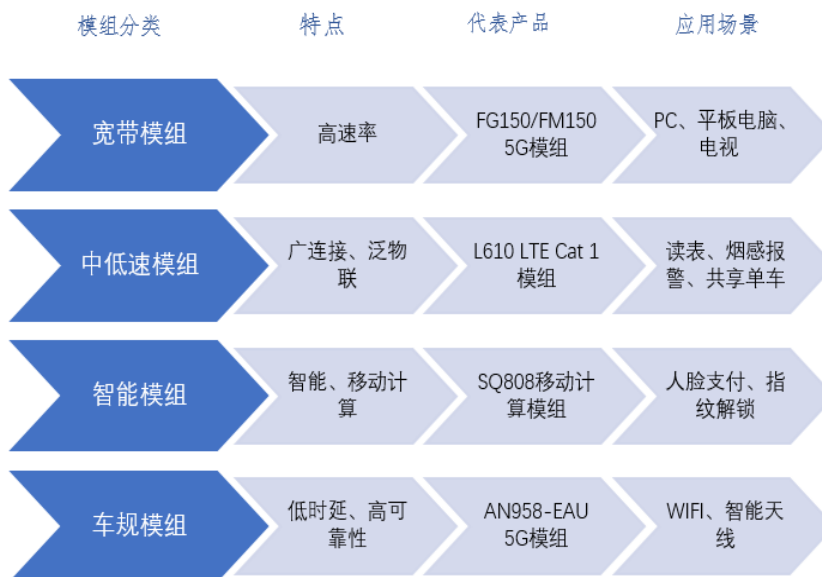 模组分类 特点 代表产品 应用场景
宽带模组
高速率
FG150/FM150
5G模组
PC、平板电脑、
电视
中低速模组
广连接、泛物
联
L610 LTE Cat 1
模组
读表、烟感报
警、共享单车
智能模组
智能、移动计
算
SQ808移动计
算模组
人脸支付、指
纹解锁
车规模组
低时延、高可
靠性
AN958-EAU
5G模组
WIFI、智能天
线